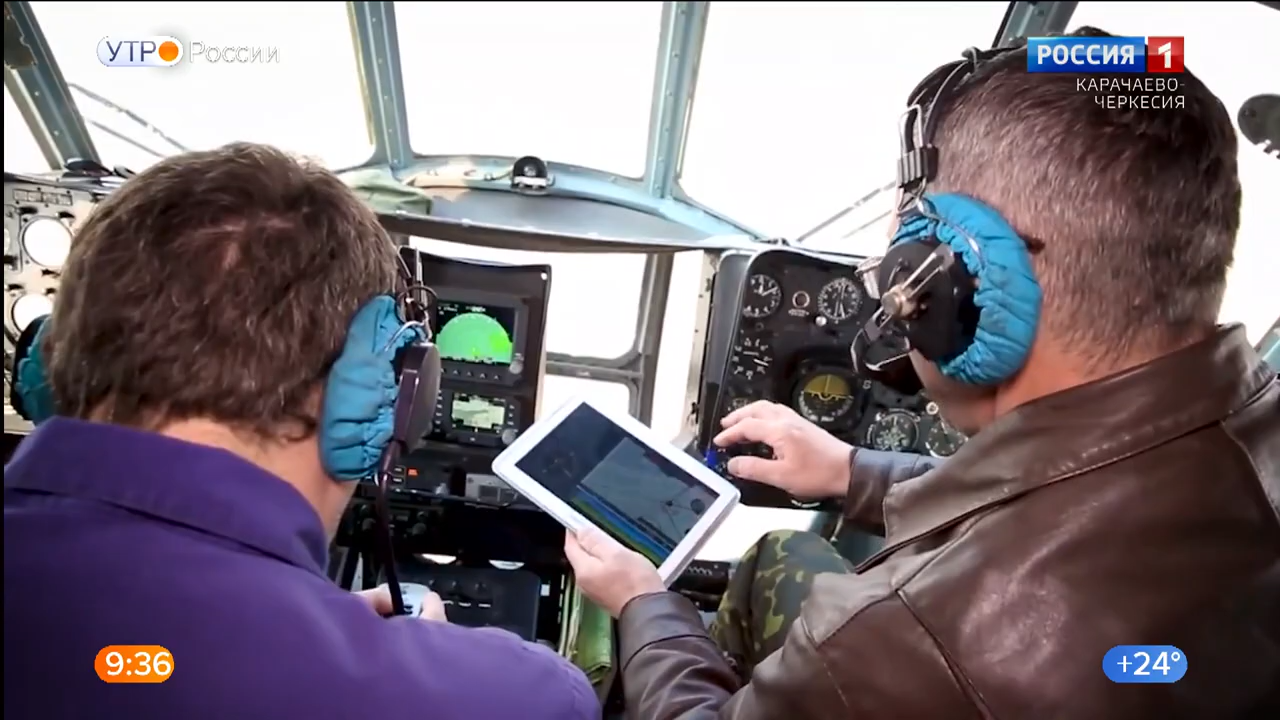 УТРО России
РОССИЯ 1
КАРАЧАЕВО-
ЧЕРКЕСИЯ
9:36
+24°